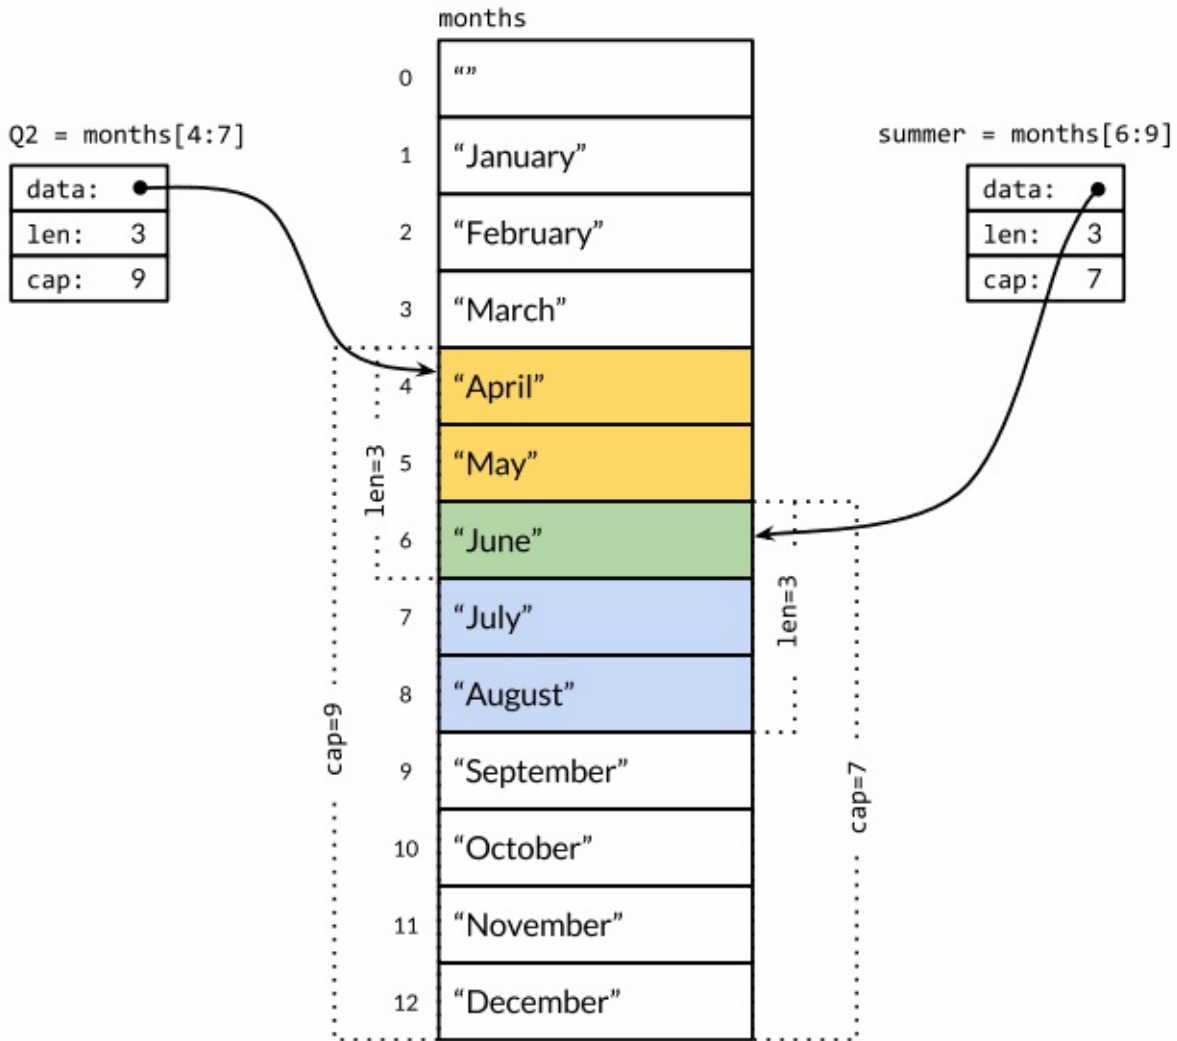 months
0 “”
Q2 = months[4:7]
summer = months[6:9]
1 “January”
data:
data:
2 “February”
len: 3
len: 3
cap: 9
cap: 7
3 “March”
4 “April”
5 “May”
len=3
6 “June”
7 “July”
len=3
8 “August”
cap=9
9 “September”
cap=7
10 “October”
11 “November”
12 “December”